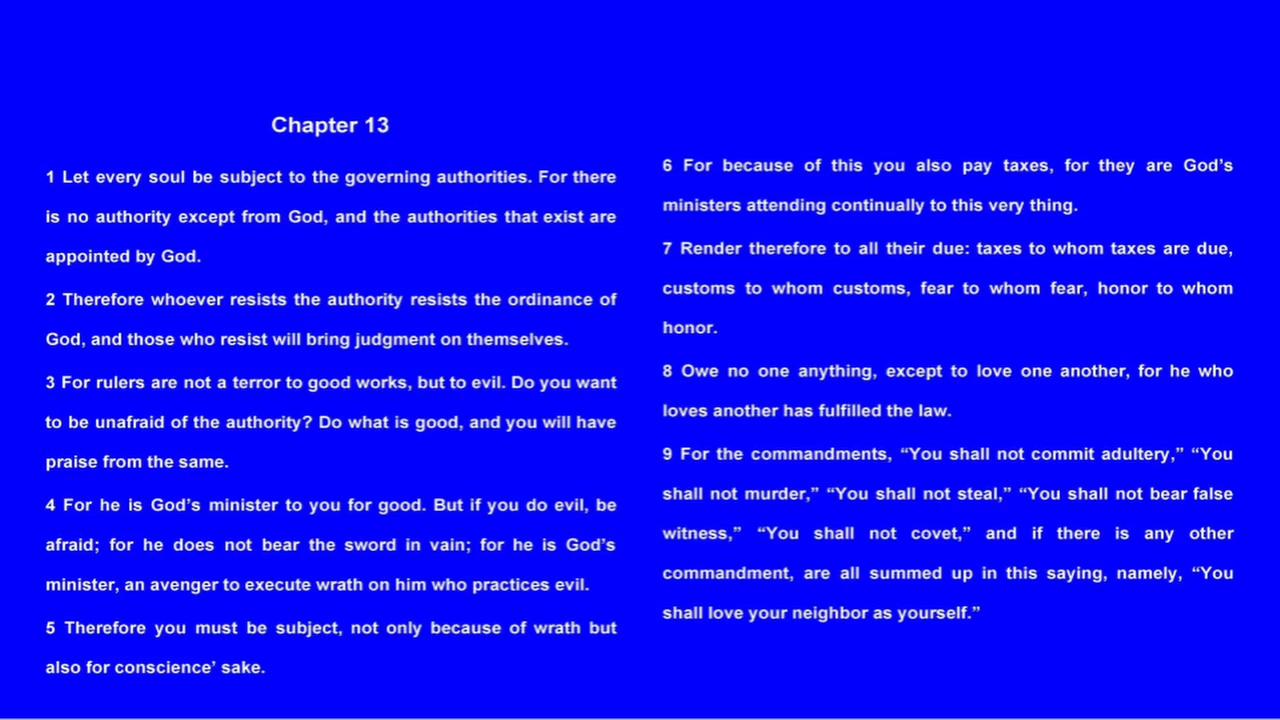 Chapter 13
1 Let every soul be subject to the governing authorities. For there
is no authority except from God, and the authorities that exist are
appointed by God.
2 Therefore whoever resists the authority resists the ordinance of
God, and those who resist will bring judgment on themselves.
3 For rulers are not a terror to good works, but to evil. Do you want
to be unafraid of the authority? Do what is good, and you will have
praise from the same.
4 For he is God’s minister to you for good. But if you do evil, be
afraid; for he does not bear the sword in vain; for he is God’s
minister, an avenger to execute wrath on him who practices evil.
5 Therefore you must be subject, not only because of wrath but
also for conscience’ sake.
6 For because of this you also pay taxes, for they are God’s
ministers attending continually to this very thing.
7 Render therefore to all their due: taxes to whom taxes are due,
customs to whom customs, fear to whom fear, honor to whom
honor.
8 Owe no one anything, except to love one another, for he who
loves another has fulfilled the law.
9 For the commandments, “You shall not commit adultery,” “You
shall not murder,” “You shall not steal,” “You shall not bear false
witness,” “You shall not covet,” and if there is any other
commandment, are all summed up in this saying, namely, “You
shall love your neighbor as yourself.”